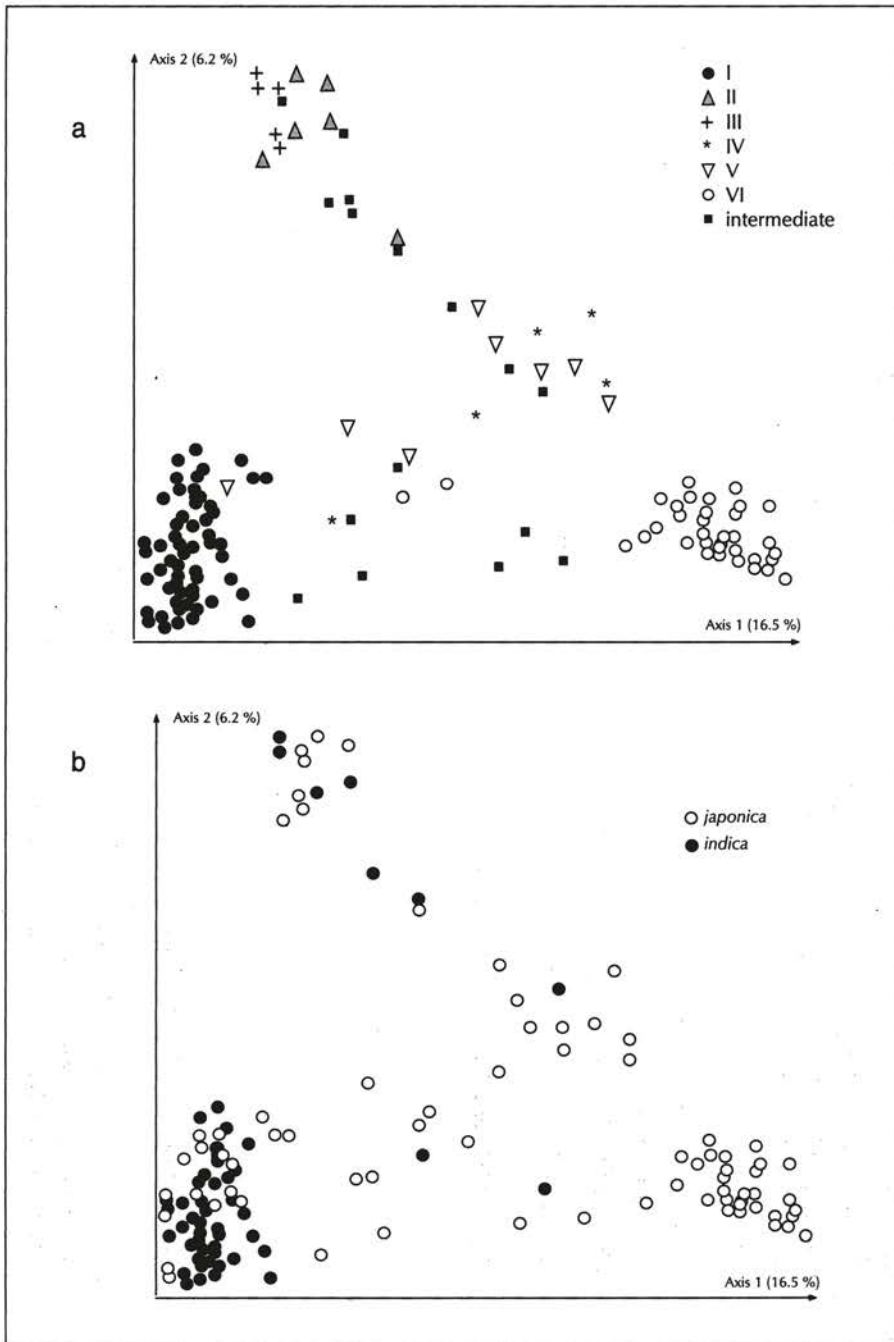 a
Axis 2 (6.2 %)
I
II
III
IV
V
VI
intermediate
Axis 1 (16.5 %)
b
Axis 2 (6.2 %)
japonica
indica
Axis 1 (16.5 %)